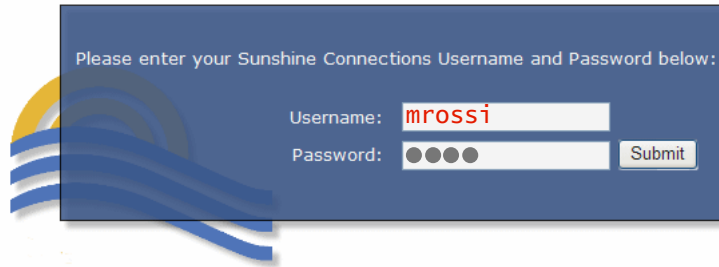 Please enter your Sunshine Connections Username and Password below:
Username: mrossi
Password: ●●●●
Submit